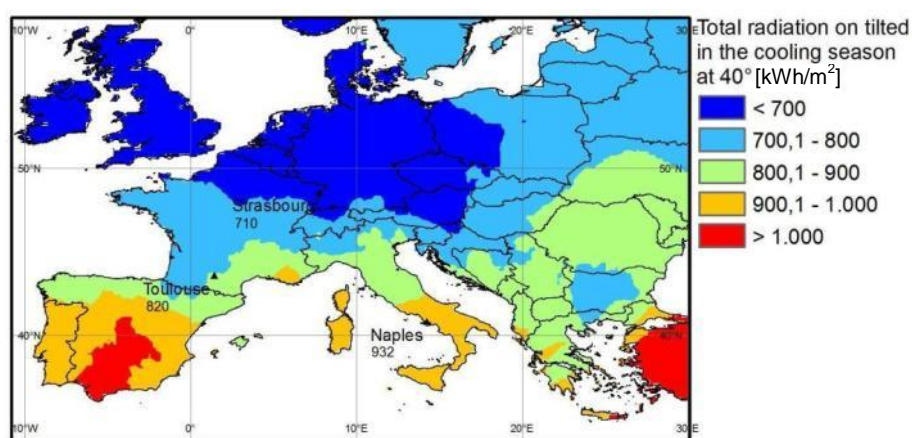 10°W 0° 10°E 20°E 30°E
Total radiation on tilted
in the cooling season
at 40° [kWh/m²]
< 700
700,1 - 800
800,1 - 900
900,1 - 1.000
> 1.000
50°N 50°N
Strasbourg
710
Toulouse
820
Naples
932
40°N 40°N
10°W 0° 10°E 20°E 30°E